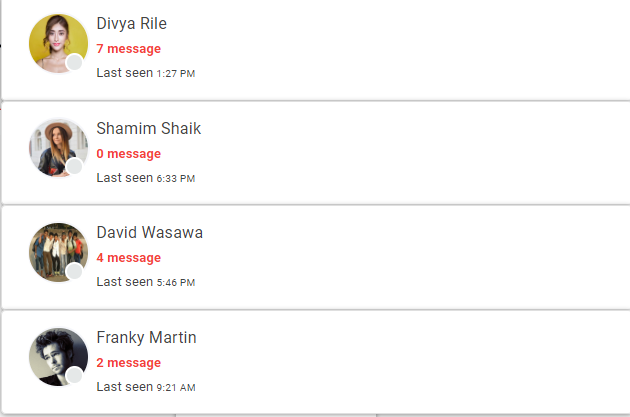 Divya Rile
7 message
Last seen 1:27 PM
Shamim Shaik
0 message
Last seen 6:33 PM
David Wasawa
4 message
Last seen 5:46 PM
Franky Martin
2 message
Last seen 9:21 AM